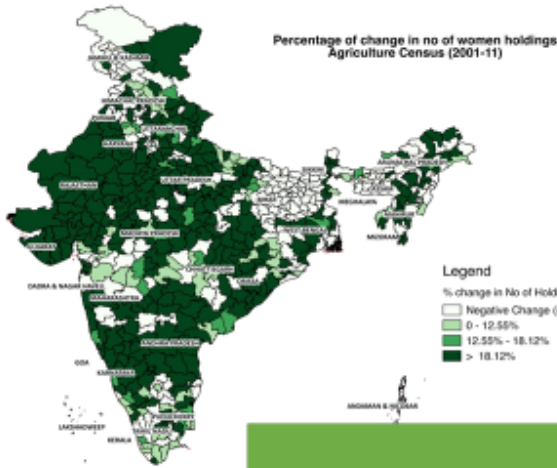 Percentage of change in no of women holdings
Agriculture Census (2001-11)
JAMMU & KASHMIR
HIMACHAL PRADESH
PUNJAB
UTTARANCHAL
HARYANA
ARUNACHAL PRADESH
SIKKIM
RAJASTHAN
UTTAR PRADESH
BIHAR
MEGHALAYA
MANIPUR
GUJARAT
MADHYA PRADESH
WEST BENGAL
MIZORAM
CHHATTISGARH
ORISSA
DADRA & NAGAR HAVELI
MAHARASHTRA
Legend
% change in No of Hold
Negative Change (
0 - 12.55%
12.55% - 18.12%
> 18.12%
ANDHRA PRADESH
GOA
KARNATAKA
ANDAMAN & NICOBAR
PUDUCHERRY
LAKSHADWEEP
TAMIL NADU
KERALA